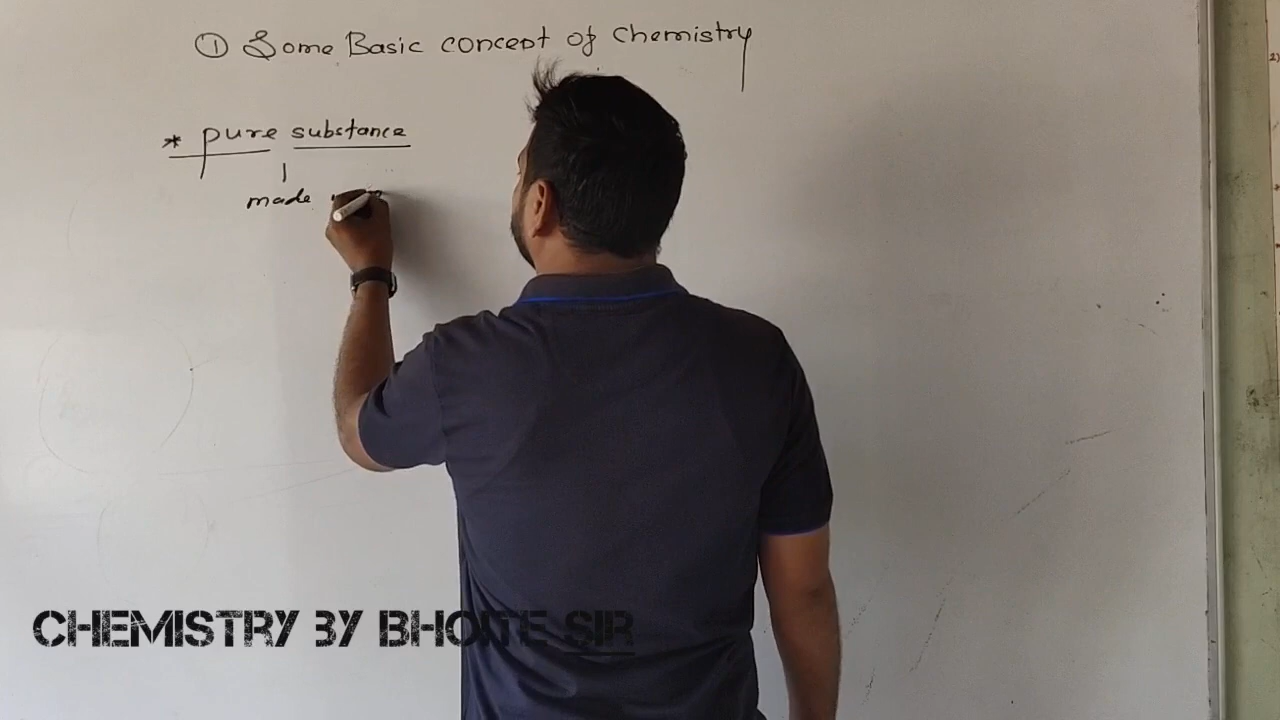 ① Some Basic concept of chemistry
* pure substance
made
CHEMISTRY BY BHOITE SIR